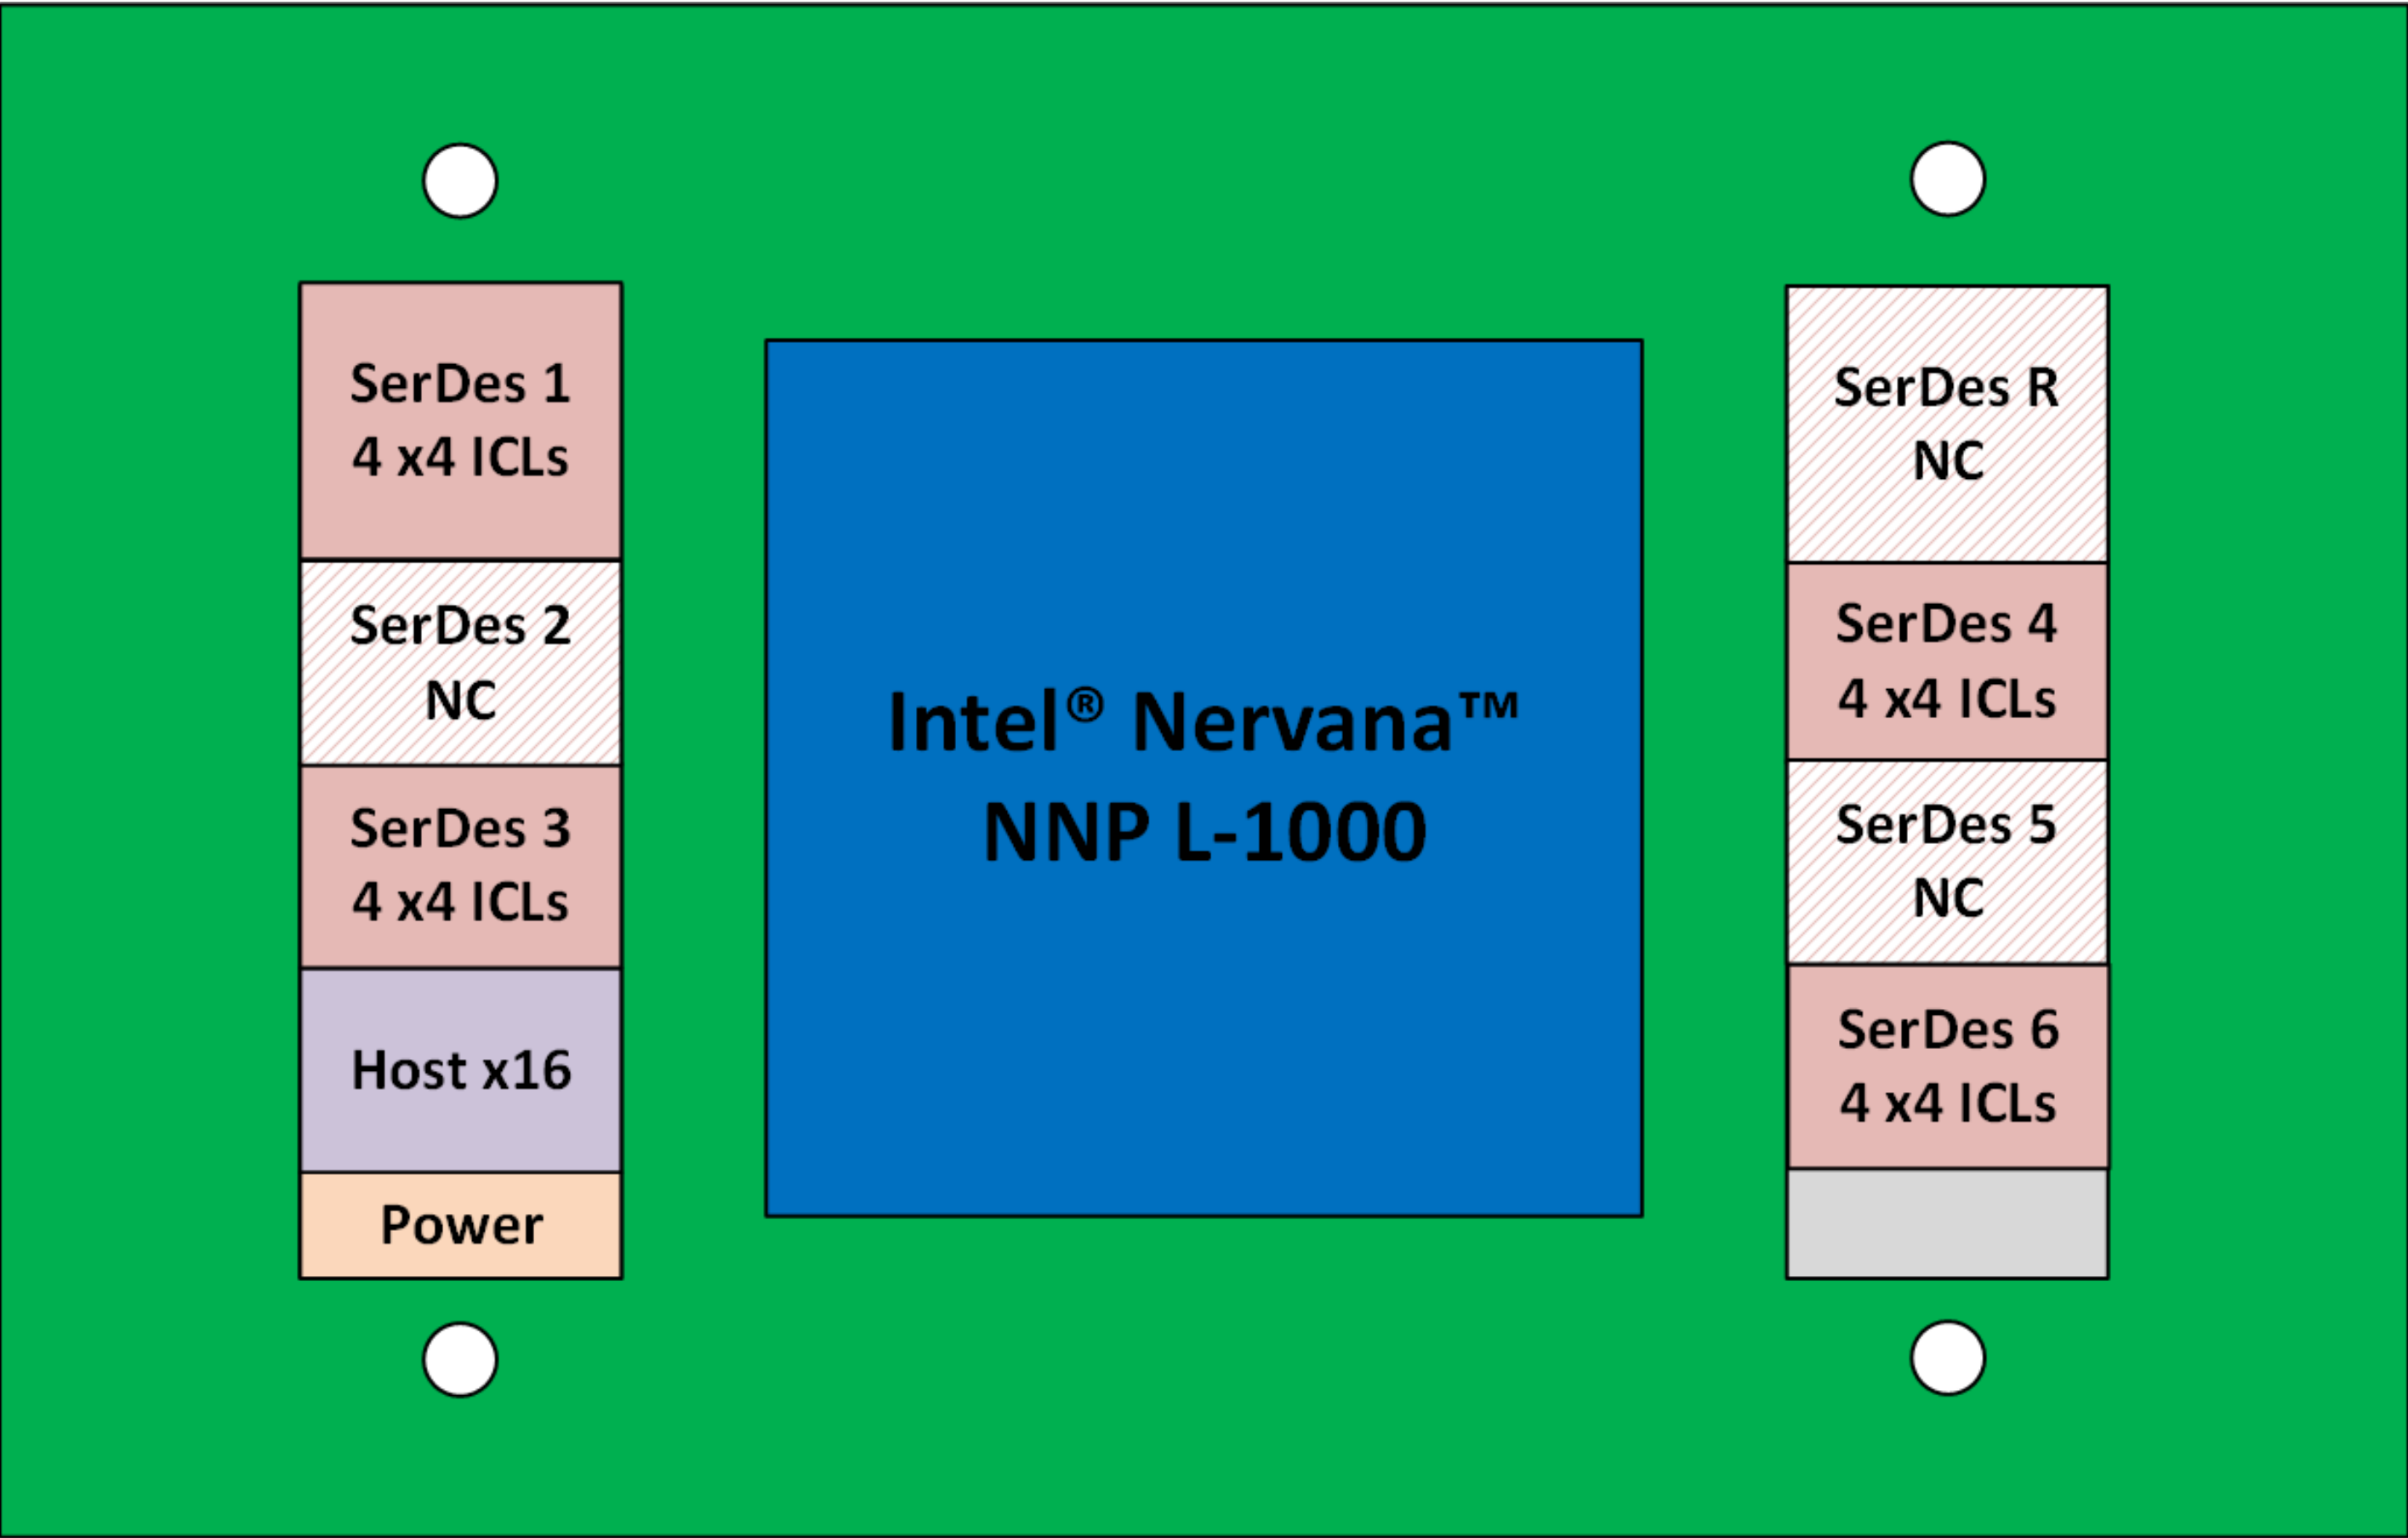 SerDes 1
4 x4 ICLs
SerDes 2
NC
SerDes 3
4 x4 ICLs
Host x16
Power
Intel® Nervana™
NNP L-1000
SerDes R
NC
SerDes 4
4 x4 ICLs
SerDes 5
NC
SerDes 6
4 x4 ICLs